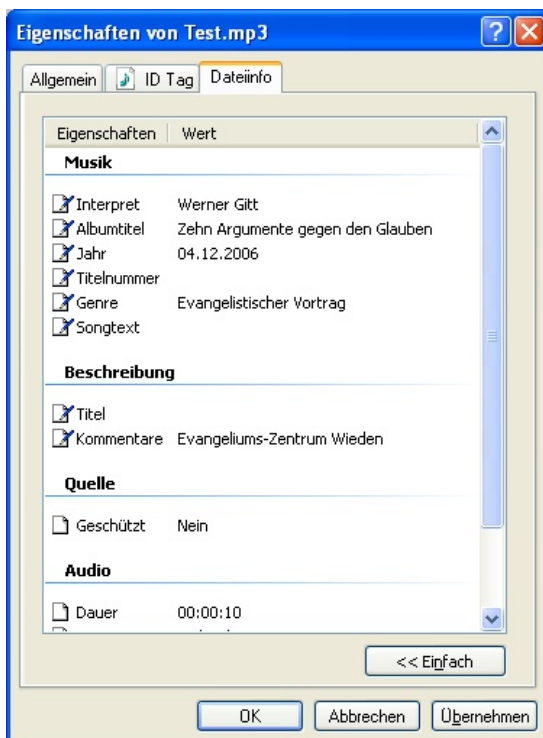 Eigenschaften von Test.mp3
Allgemein ID Tag Dateiinfo
Eigenschaften Wert
Musik
Interpret Werner Gitt
Albumtitel Zehn Argumente gegen den Glauben
Jahr 04.12.2006
Titelnummer
Genre Evangelistischer Vortrag
Songtext
Beschreibung
Titel
Kommentare Evangeliums-Zentrum Wieden
Quelle
Geschützt Nein
Audio
Dauer 00:00:10
<< Einfach
OK Abbrechen Übernehmen